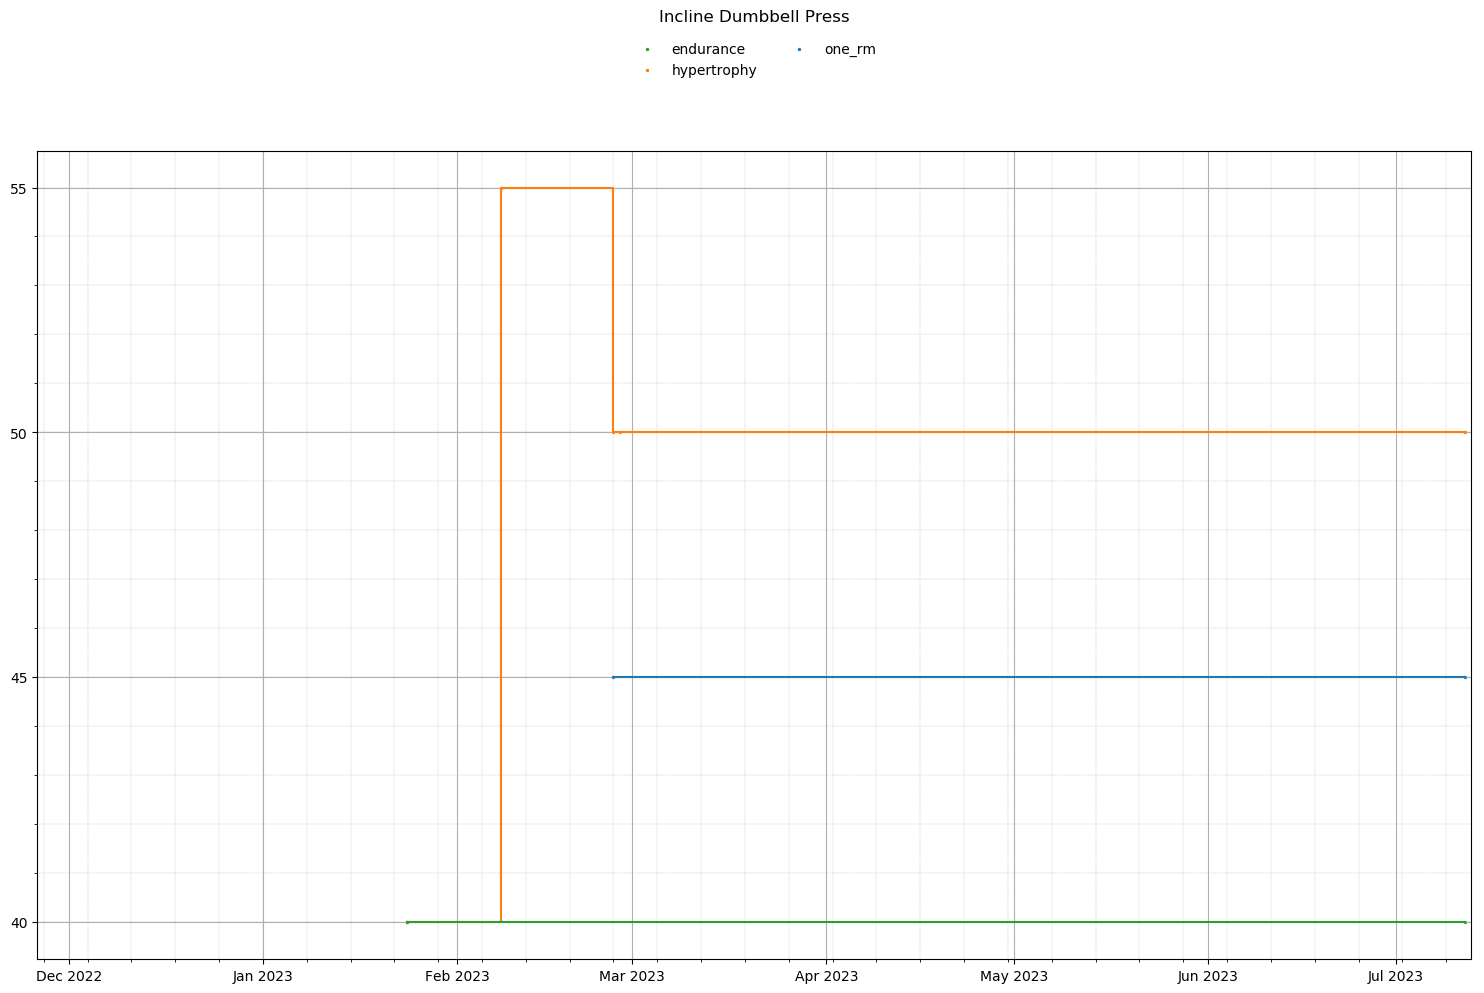 Incline Dumbbell Press
endurance one_rm
hypertrophy
55
50
45
40
Dec 2022 Jan 2023 Feb 2023 Mar 2023 Apr 2023 May 2023 Jun 2023 Jul 2023